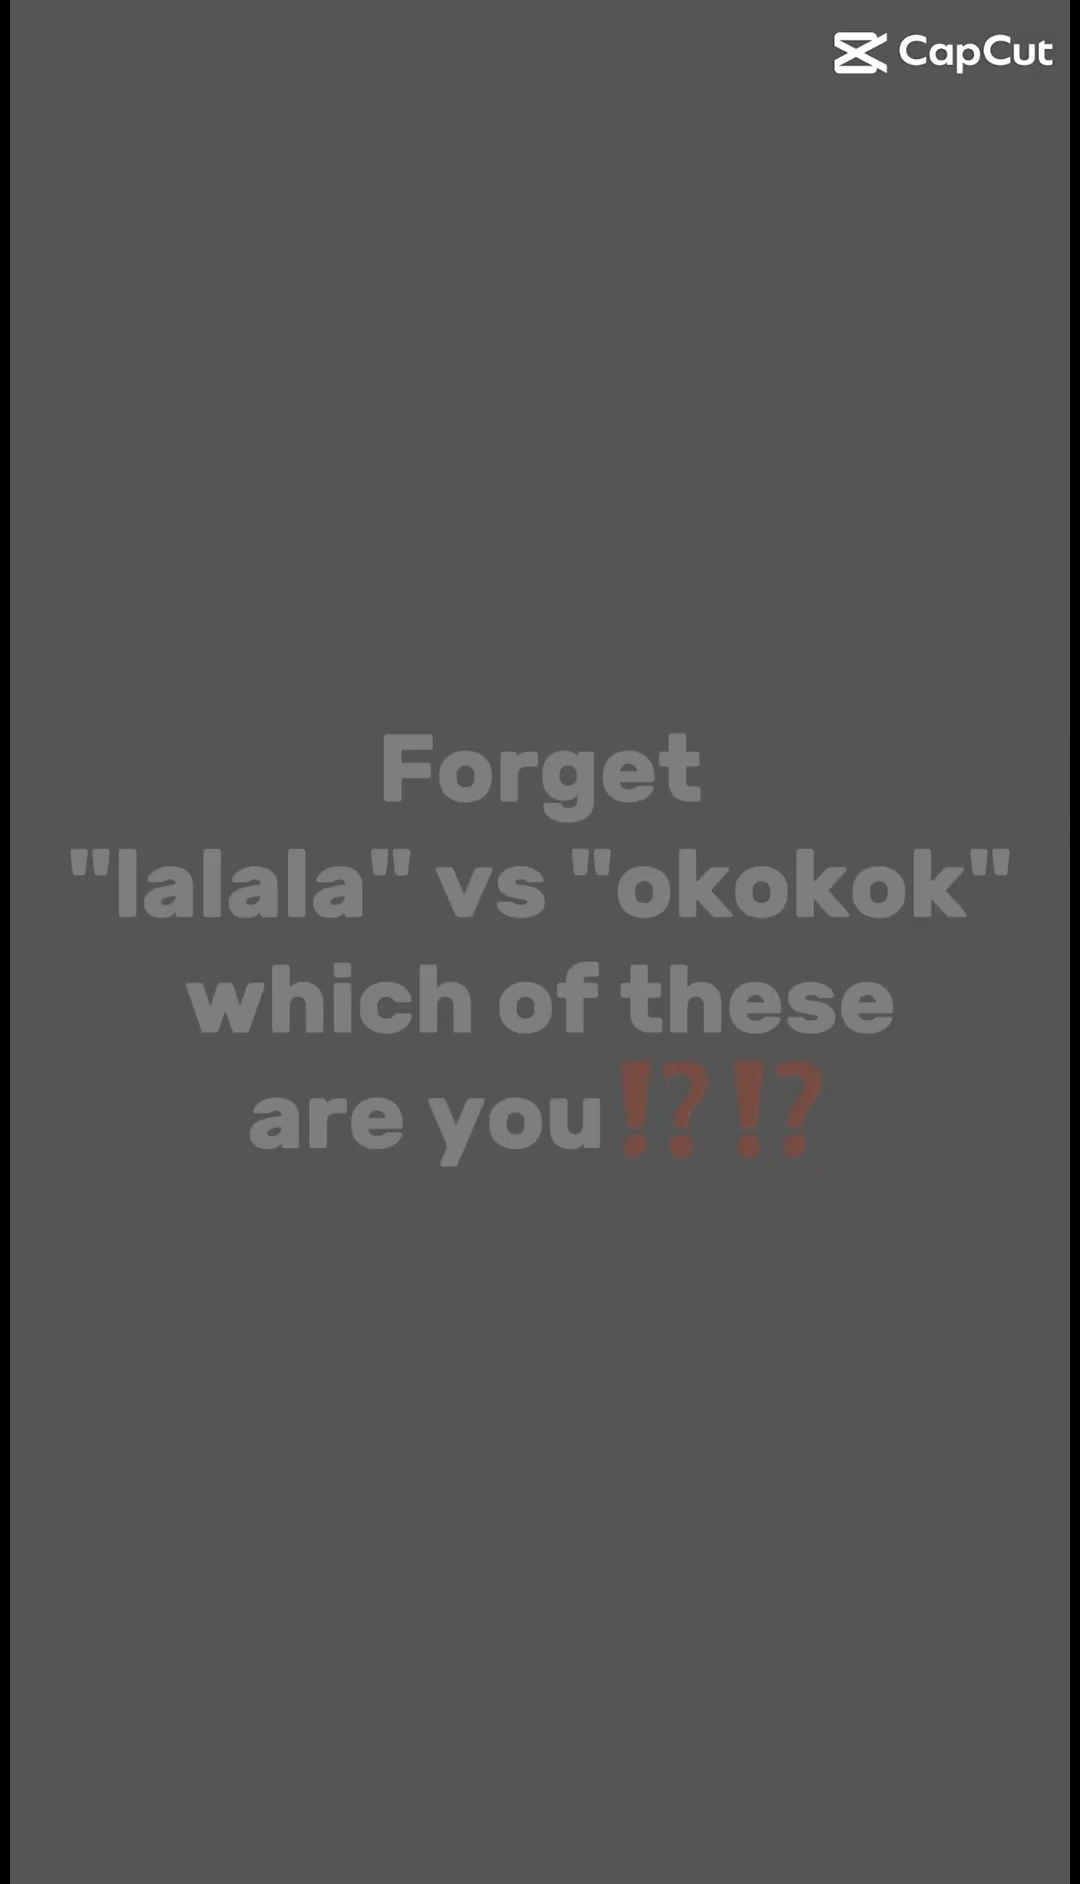 CapCut
Forget
"lalala" vs "okokok"
which of these
are you⁉️⁉️